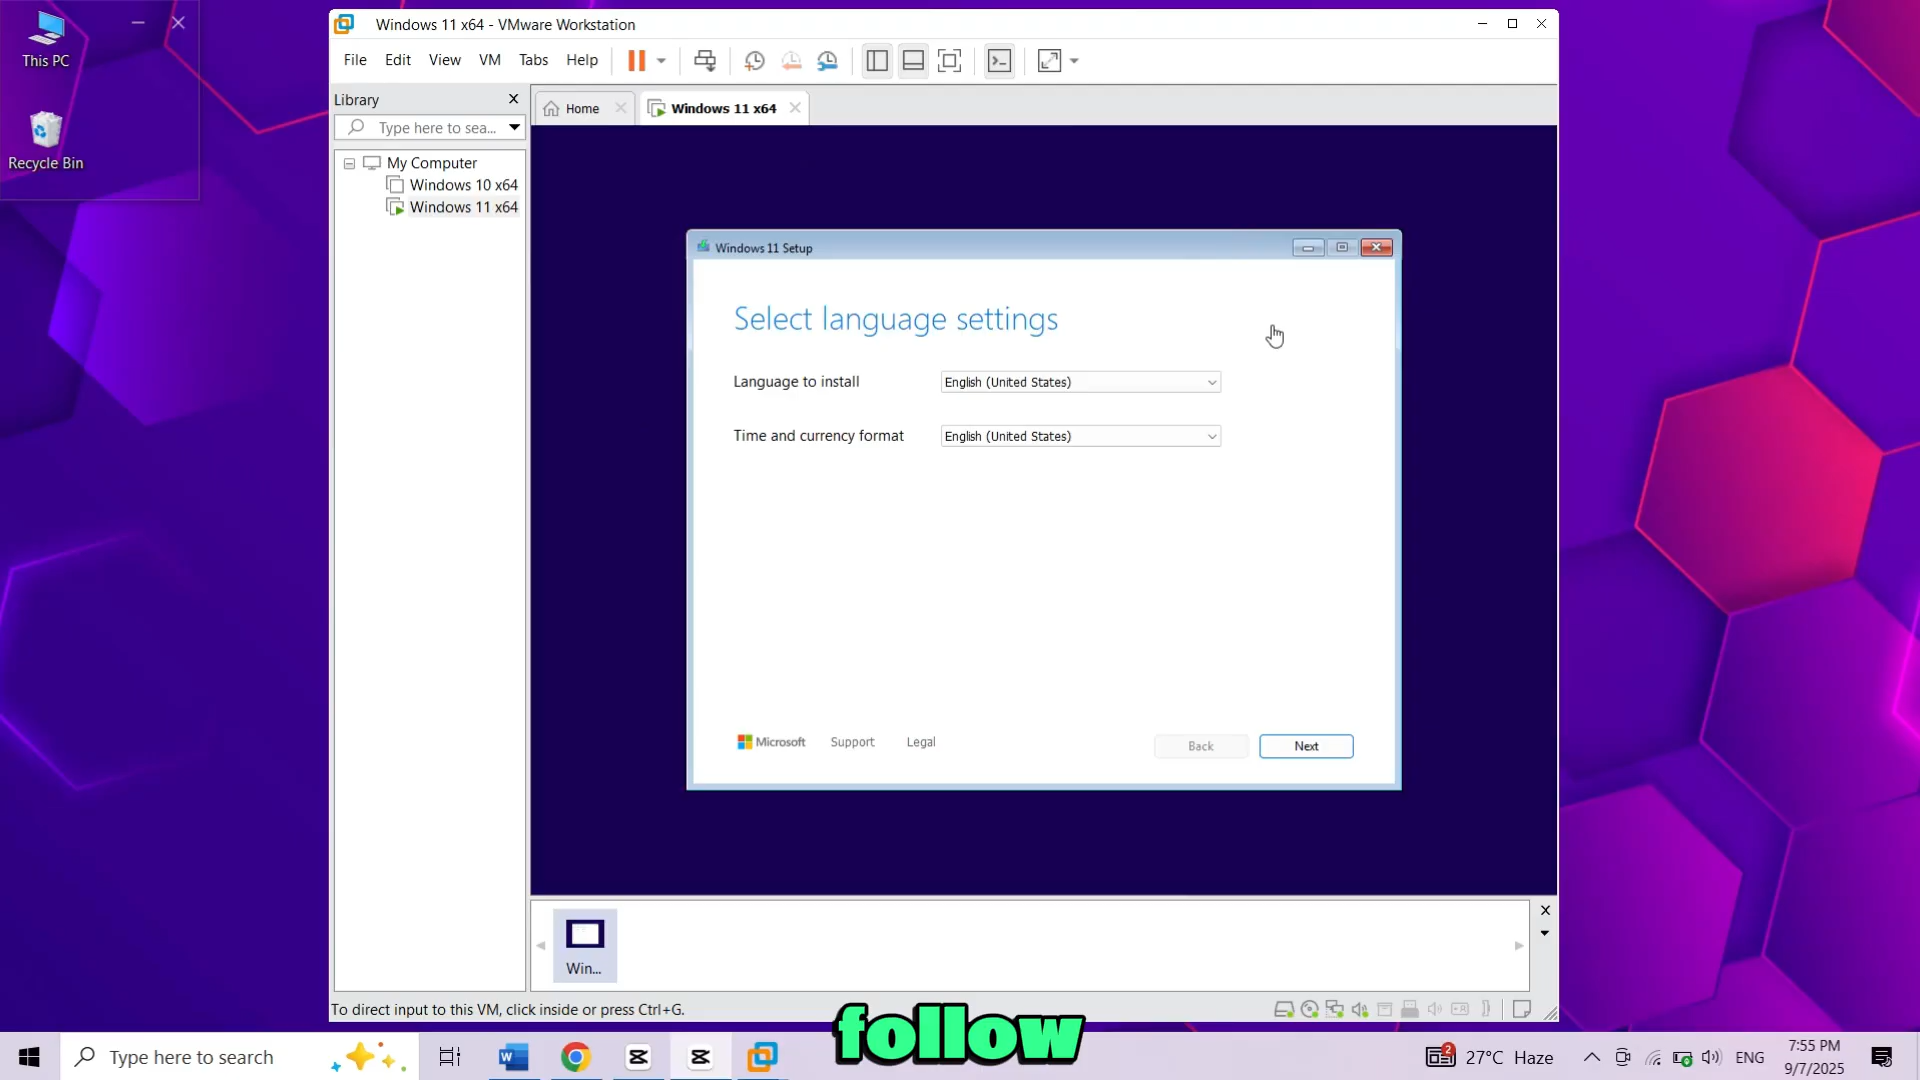 This PC
Recycle Bin
Windows 11 x64 - VMware Workstation
File Edit View VM Tabs Help
Library
Type here to sea...
Home
Windows 11 x64
My Computer
Windows 10 x64
Windows 11 x64
Windows 11 Setup
Select language settings
Language to install
English (United States)
Time and currency format
English (United States)
Microsoft
Support
Legal
Back
Next
Win...
To direct input to this VM, click inside or press Ctrl+G.
follow
Type here to search
2
27°C Haze
ENG
7:55 PM
9/7/2025